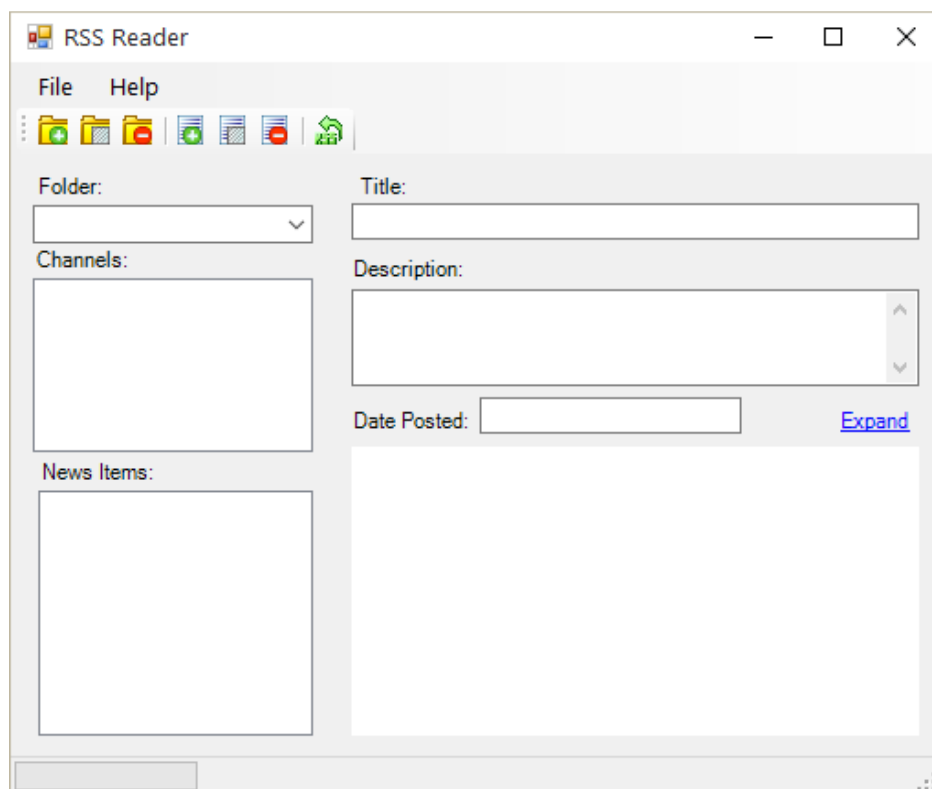 RSS Reader
File Help
Folder:
Title:
Channels:
Description:
Date Posted:
Expand
News Items: